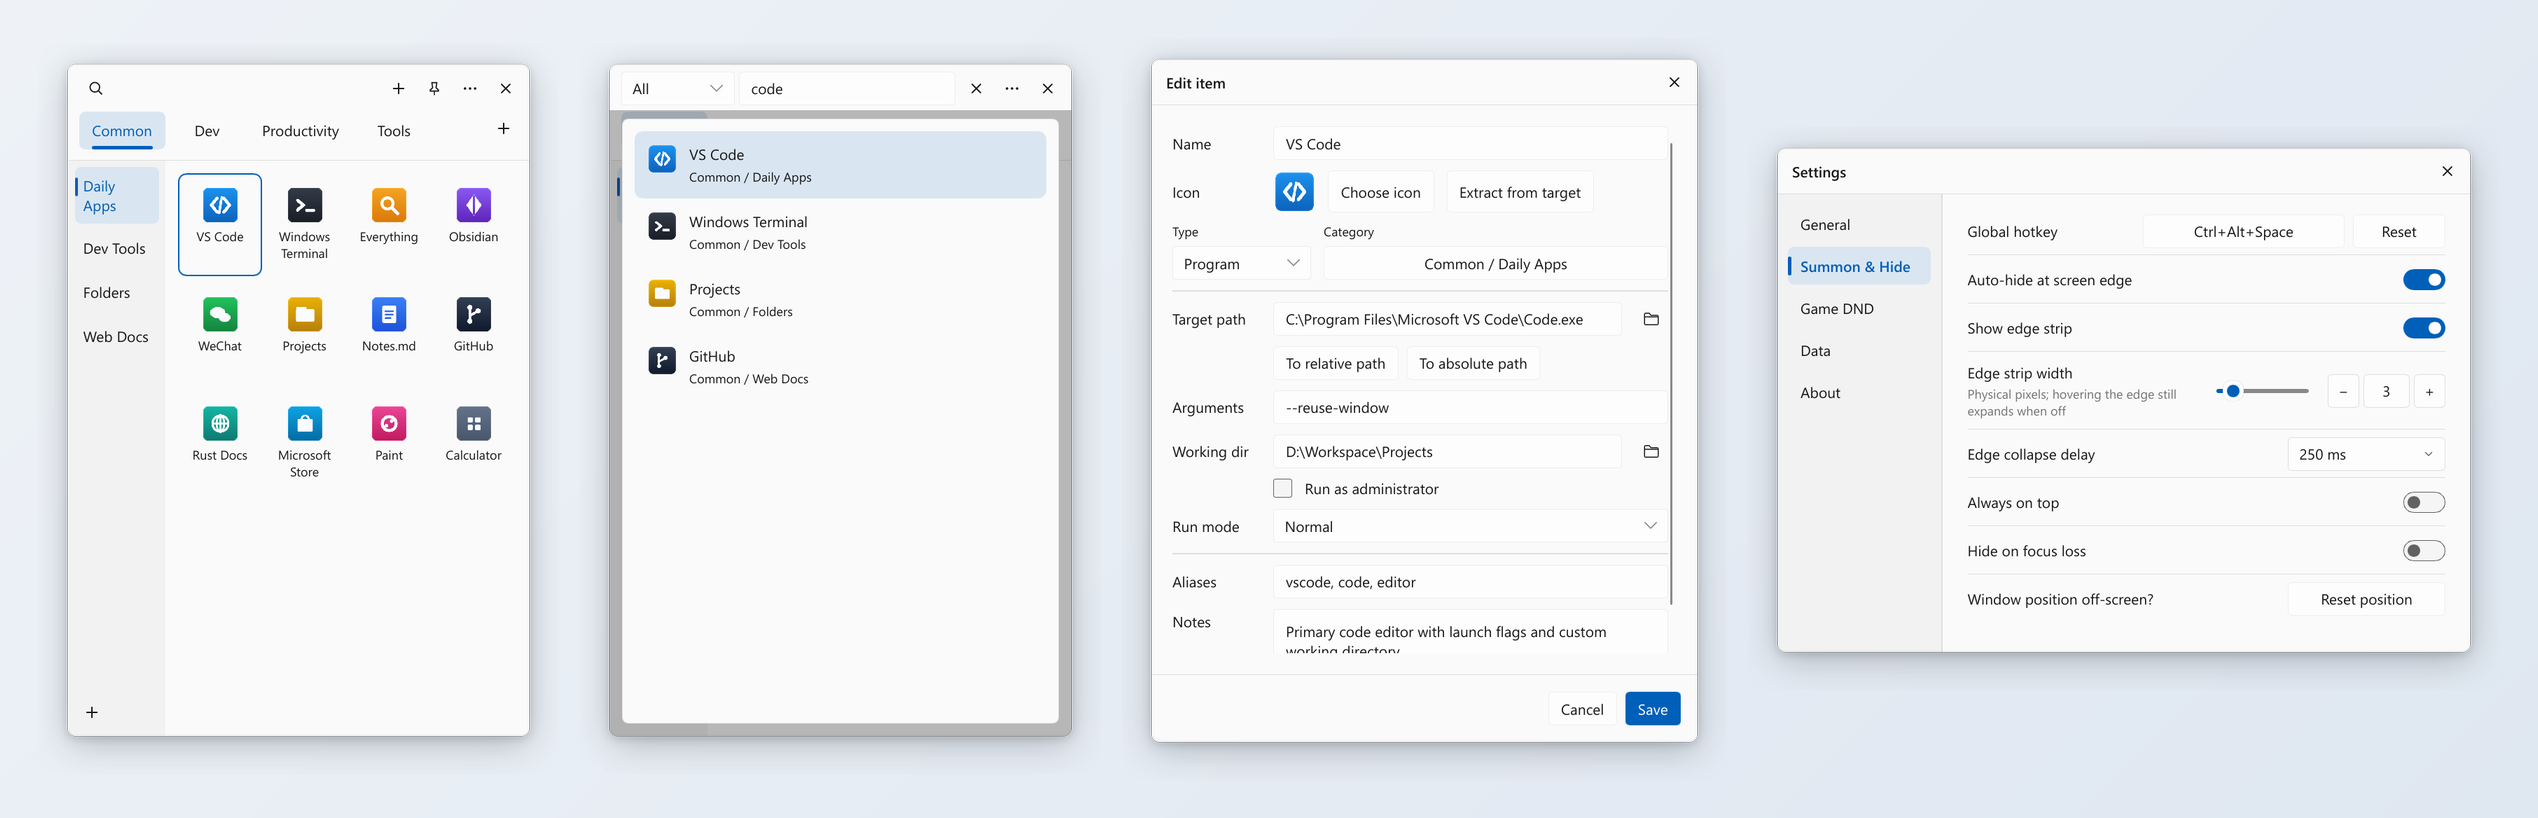 Common Dev Productivity Tools
Daily
Apps
Dev Tools
Folders
Web Docs
VS Code Windows Everything Obsidian
Terminal
WeChat Projects Notes.md GitHub
Rust Docs Microsoft Paint Calculator
Store
All code
VS Code
Common / Daily Apps
Windows Terminal
Common / Dev Tools
Projects
Common / Folders
GitHub
Common / Web Docs
Edit item
Name VS Code
Icon Choose icon Extract from target
Type Category
Program Common / Daily Apps
Target path C:\Program Files\Microsoft VS Code\Code.exe
To relative path To absolute path
Arguments --reuse-window
Working dir D:\Workspace\Projects
Run as administrator
Run mode Normal
Aliases vscode, code, editor
Notes Primary code editor with launch flags and custom
working directory
Cancel Save
Settings
General
Summon & Hide
Game DND
Data
About
Global hotkey Ctrl+Alt+Space Reset
Auto-hide at screen edge
Show edge strip
Edge strip width
Physical pixels; hovering the edge still
expands when off
− 3 +
Edge collapse delay 250 ms
Always on top
Hide on focus loss
Window position off-screen? Reset position